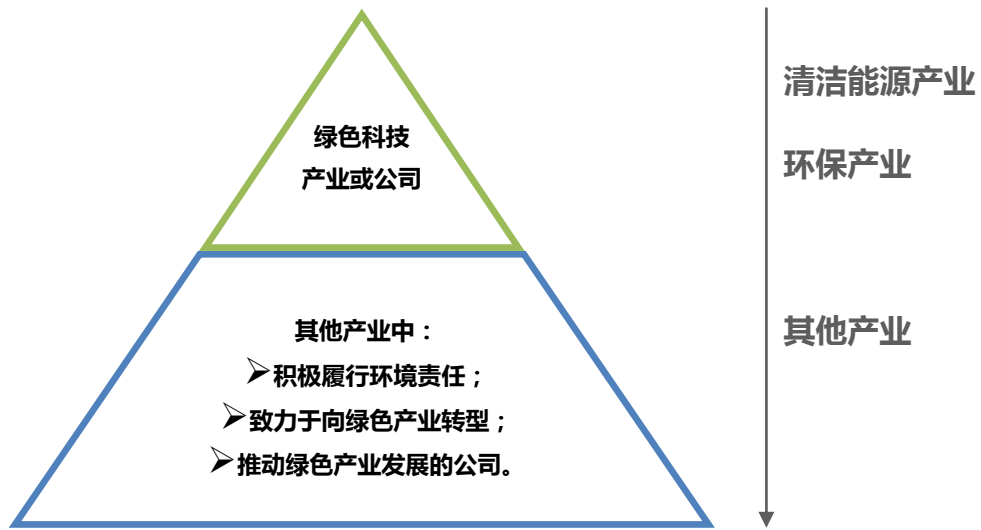 绿色科技
产业或公司
其他产业中：
➢积极履行环境责任；
➢致力于向绿色产业转型；
➢推动绿色产业发展的公司。
清洁能源产业
环保产业
其他产业